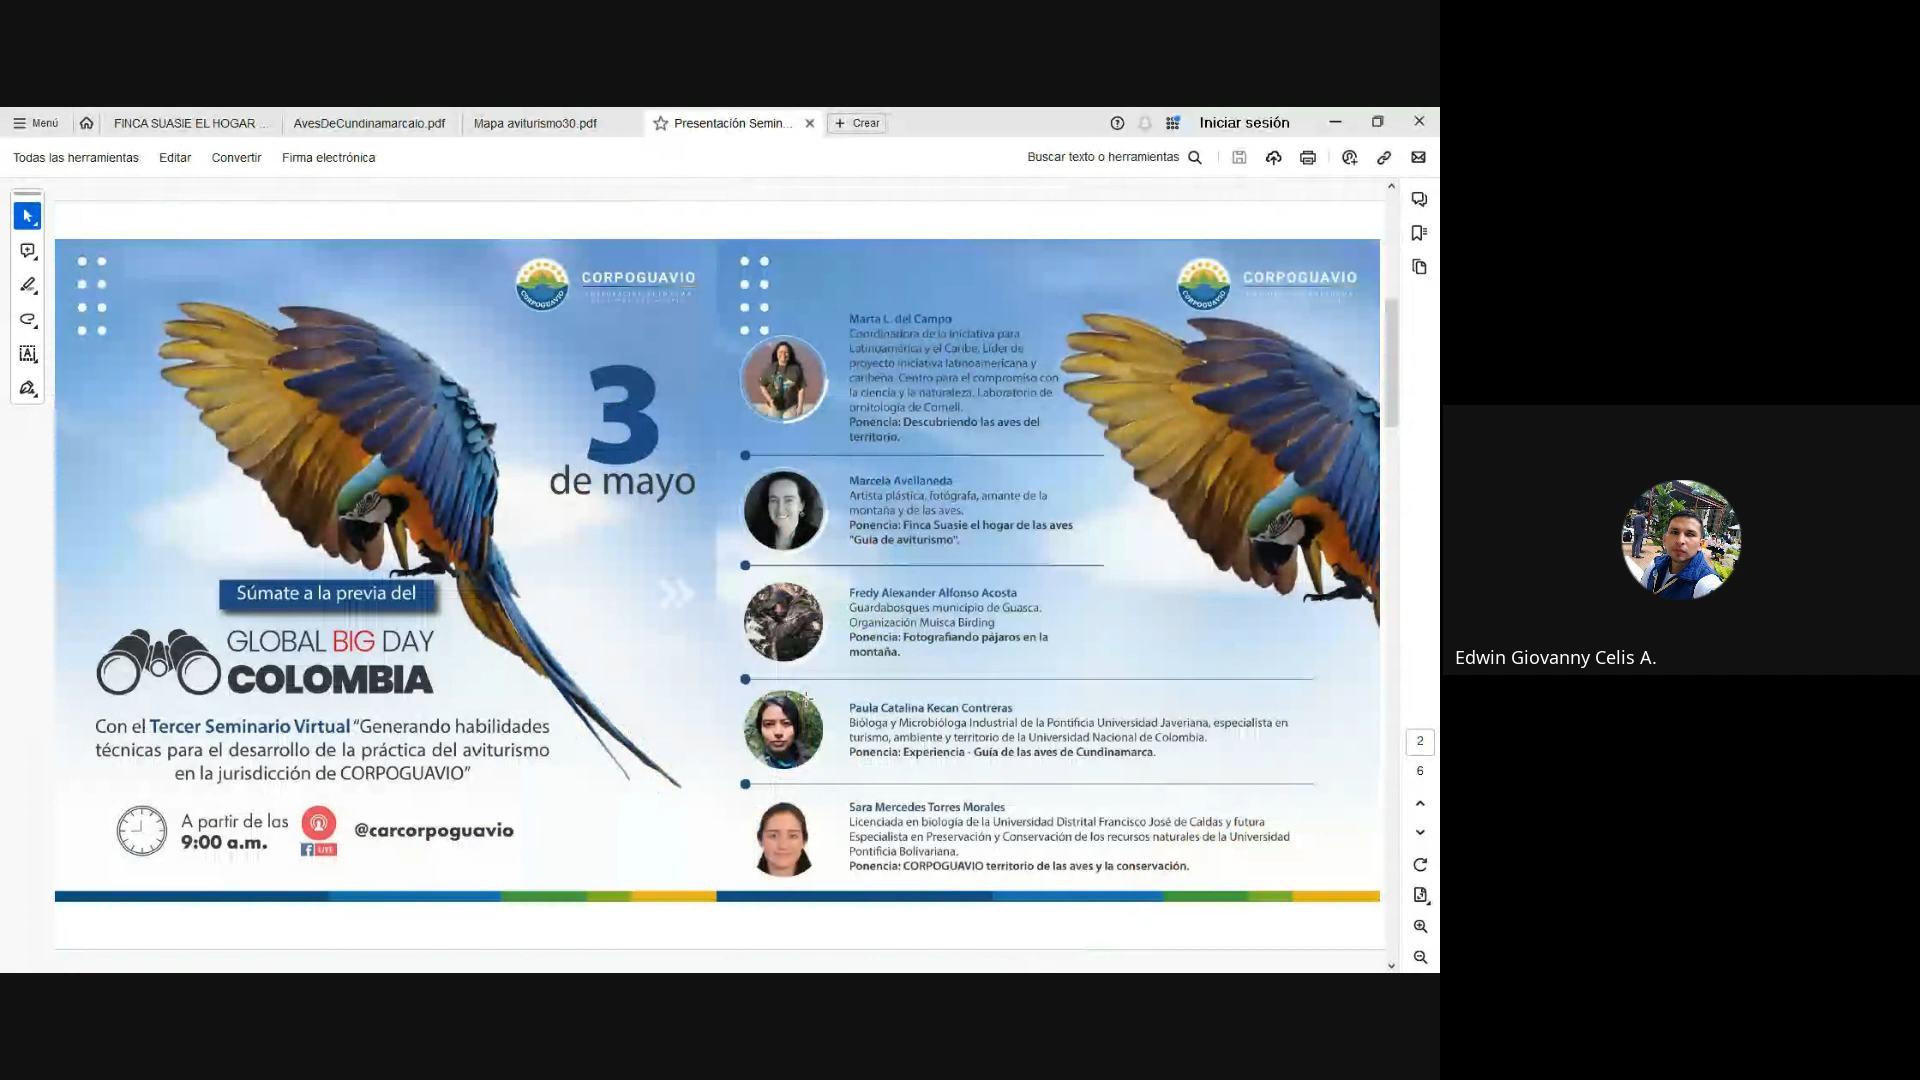 Menú
FINCA SUASIE EL HOGAR ...
AvesDeCundinamarcaio.pdf
Mapa aviturismo30.pdf
Presentación Semin...
Crear
Iniciar sesión
Todas las herramientas
Editar
Convertir
Firma electrónica
Buscar texto o herramientas
CORPOGUAVIO
3
de mayo
Súmate a la previa del
GLOBAL BIG DAY
COLOMBIA
Con el Tercer Seminario Virtual “Generando habilidades
técnicas para el desarrollo de la práctica del aviturismo
en la jurisdicción de CORPOGUAVIO”
A partir de las
9:00 a.m.
LIVE
@carcorpoguavio
CORPOGUAVIO
Marta L. del Campo
Coordinadora de la iniciativa para
Latinoamérica y el Caribe. Líder de
proyecto iniciativa latinoamericana y
caribeña. Centro para el compromiso con
la ciencia y la naturaleza. Laboratorio de
ornitología de Cornell.
Ponencia: Descubriendo las aves del
territorio.
Marcela Avellaneda
Artista plástica, fotógrafa, amante de la
montaña y de las aves.
Ponencia: Finca Suasie el hogar de las aves
"Guía de aviturismo".
Fredy Alexander Alfonso Acosta
Guardabosques municipio de Guasca.
Organización Muisca Birding
Ponencia: Fotografiando pájaros en la
montaña.
Paula Catalina Kecan Contreras
Bióloga y Microbióloga Industrial de la Pontificia Universidad Javeriana, especialista en
turismo, ambiente y territorio de la Universidad Nacional de Colombia.
Ponencia: Experiencia - Guía de las aves de Cundinamarca.
Sara Mercedes Torres Morales
Licenciada en biología de la Universidad Distrital Francisco José de Caldas y futura
Especialista en Preservación y Conservación de los recursos naturales de la Universidad
Pontificia Bolivariana.
Ponencia: CORPOGUAVIO territorio de las aves y la conservación.
2
6
Edwin Giovanny Celis A.